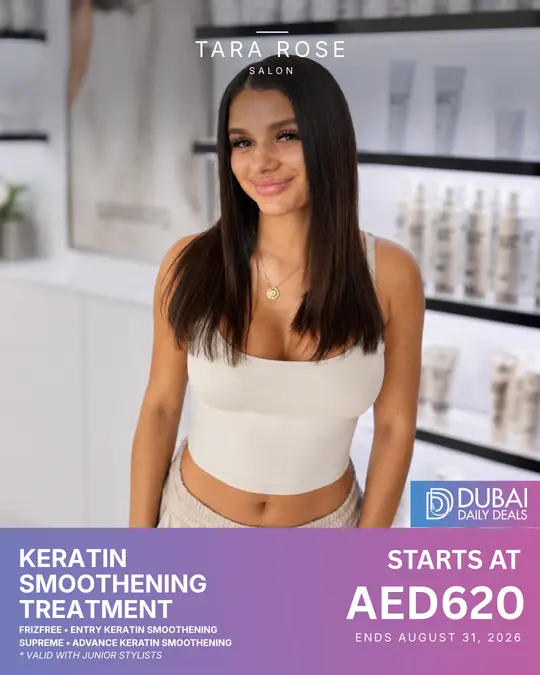 TARA ROSE
SALON
DUBAI
DAILY DEALS
KERATIN
SMOOTHENING
TREATMENT
FRIZFREE • ENTRY KERATIN SMOOTHENING
SUPREME • ADVANCE KERATIN SMOOTHENING
* VALID WITH JUNIOR STYLISTS
STARTS AT
AED620
ENDS AUGUST 31, 2026